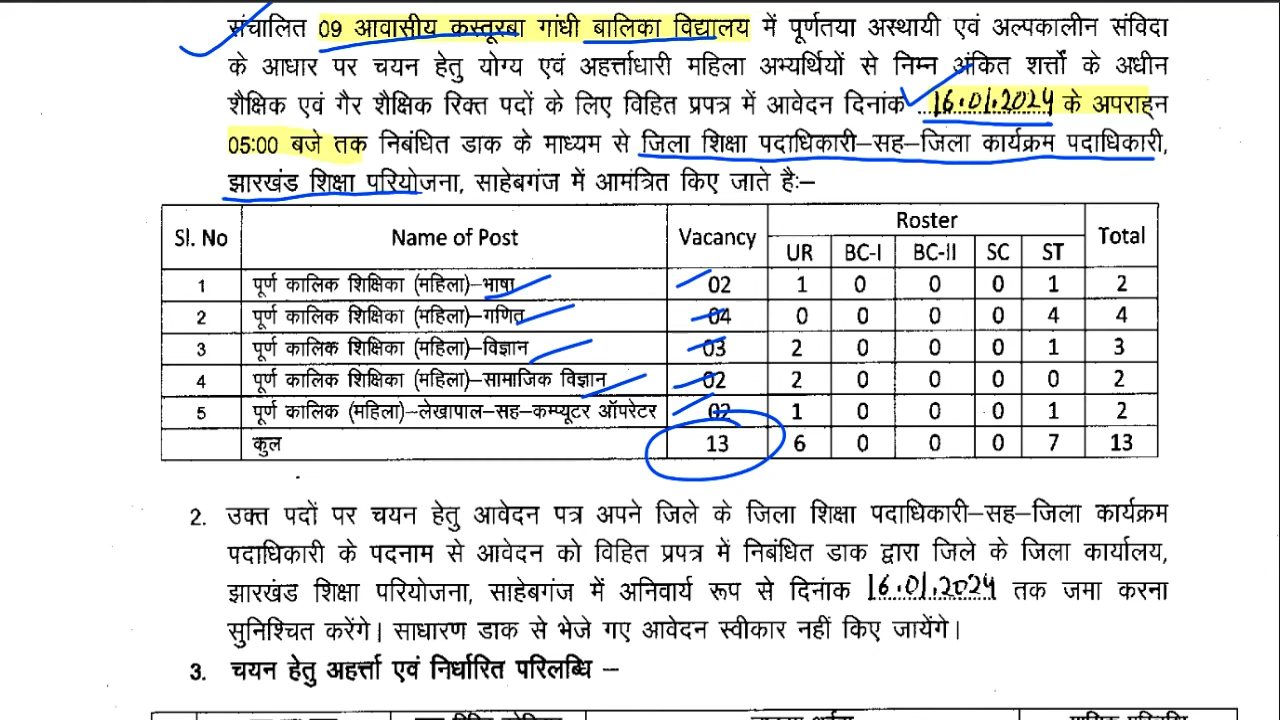 संचालित 09 आवासीय कस्तूरबा गांधी बालिका विद्यालय में पूर्णतया अस्थायी एवं अल्पकालीन संविदा
के आधार पर चयन हेतु योग्य एवं अहर्त्ताधारी महिला अभ्यर्थियों से निम्न अंकित शर्त्तों के अधीन
शैक्षिक एवं गैर शैक्षिक रिक्त पदों के लिए विहित प्रपत्र में आवेदन दिनांक 16.01.2024 के अपराह्न
05:00 बजे तक निबंधित डाक के माध्यम से जिला शिक्षा पदाधिकारी–सह–जिला कार्यक्रम पदाधिकारी,
झारखंड शिक्षा परियोजना, साहेबगंज में आमंत्रित किए जाते हैः–
Sl. No Name of Post Vacancy Roster Total
UR BC-I BC-II SC ST
1 पूर्ण कालिक शिक्षिका (महिला)–भाषा 02 1 0 0 0 1 2
2 पूर्ण कालिक शिक्षिका (महिला)–गणित 04 0 0 0 0 4 4
3 पूर्ण कालिक शिक्षिका (महिला)–विज्ञान 03 2 0 0 0 1 3
4 पूर्ण कालिक शिक्षिका (महिला)–सामाजिक विज्ञान 02 2 0 0 0 0 2
5 पूर्ण कालिक (महिला)–लेखापाल–सह–कम्प्यूटर ऑपरेटर 02 1 0 0 0 1 2
कुल 13 6 0 0 0 7 13
2. उक्त पदों पर चयन हेतु आवेदन पत्र अपने जिले के जिला शिक्षा पदाधिकारी–सह–जिला कार्यक्रम
पदाधिकारी के पदनाम से आवेदन को विहित प्रपत्र में निबंधित डाक द्वारा जिले के जिला कार्यालय,
झारखंड शिक्षा परियोजना, साहेबगंज में अनिवार्य रूप से दिनांक 16.01.2024 तक जमा करना
सुनिश्चित करेंगे। साधारण डाक से भेजे गए आवेदन स्वीकार नहीं किए जायेंगे।
3. चयन हेतु अहर्त्ता एवं निर्धारित परिलब्धि –